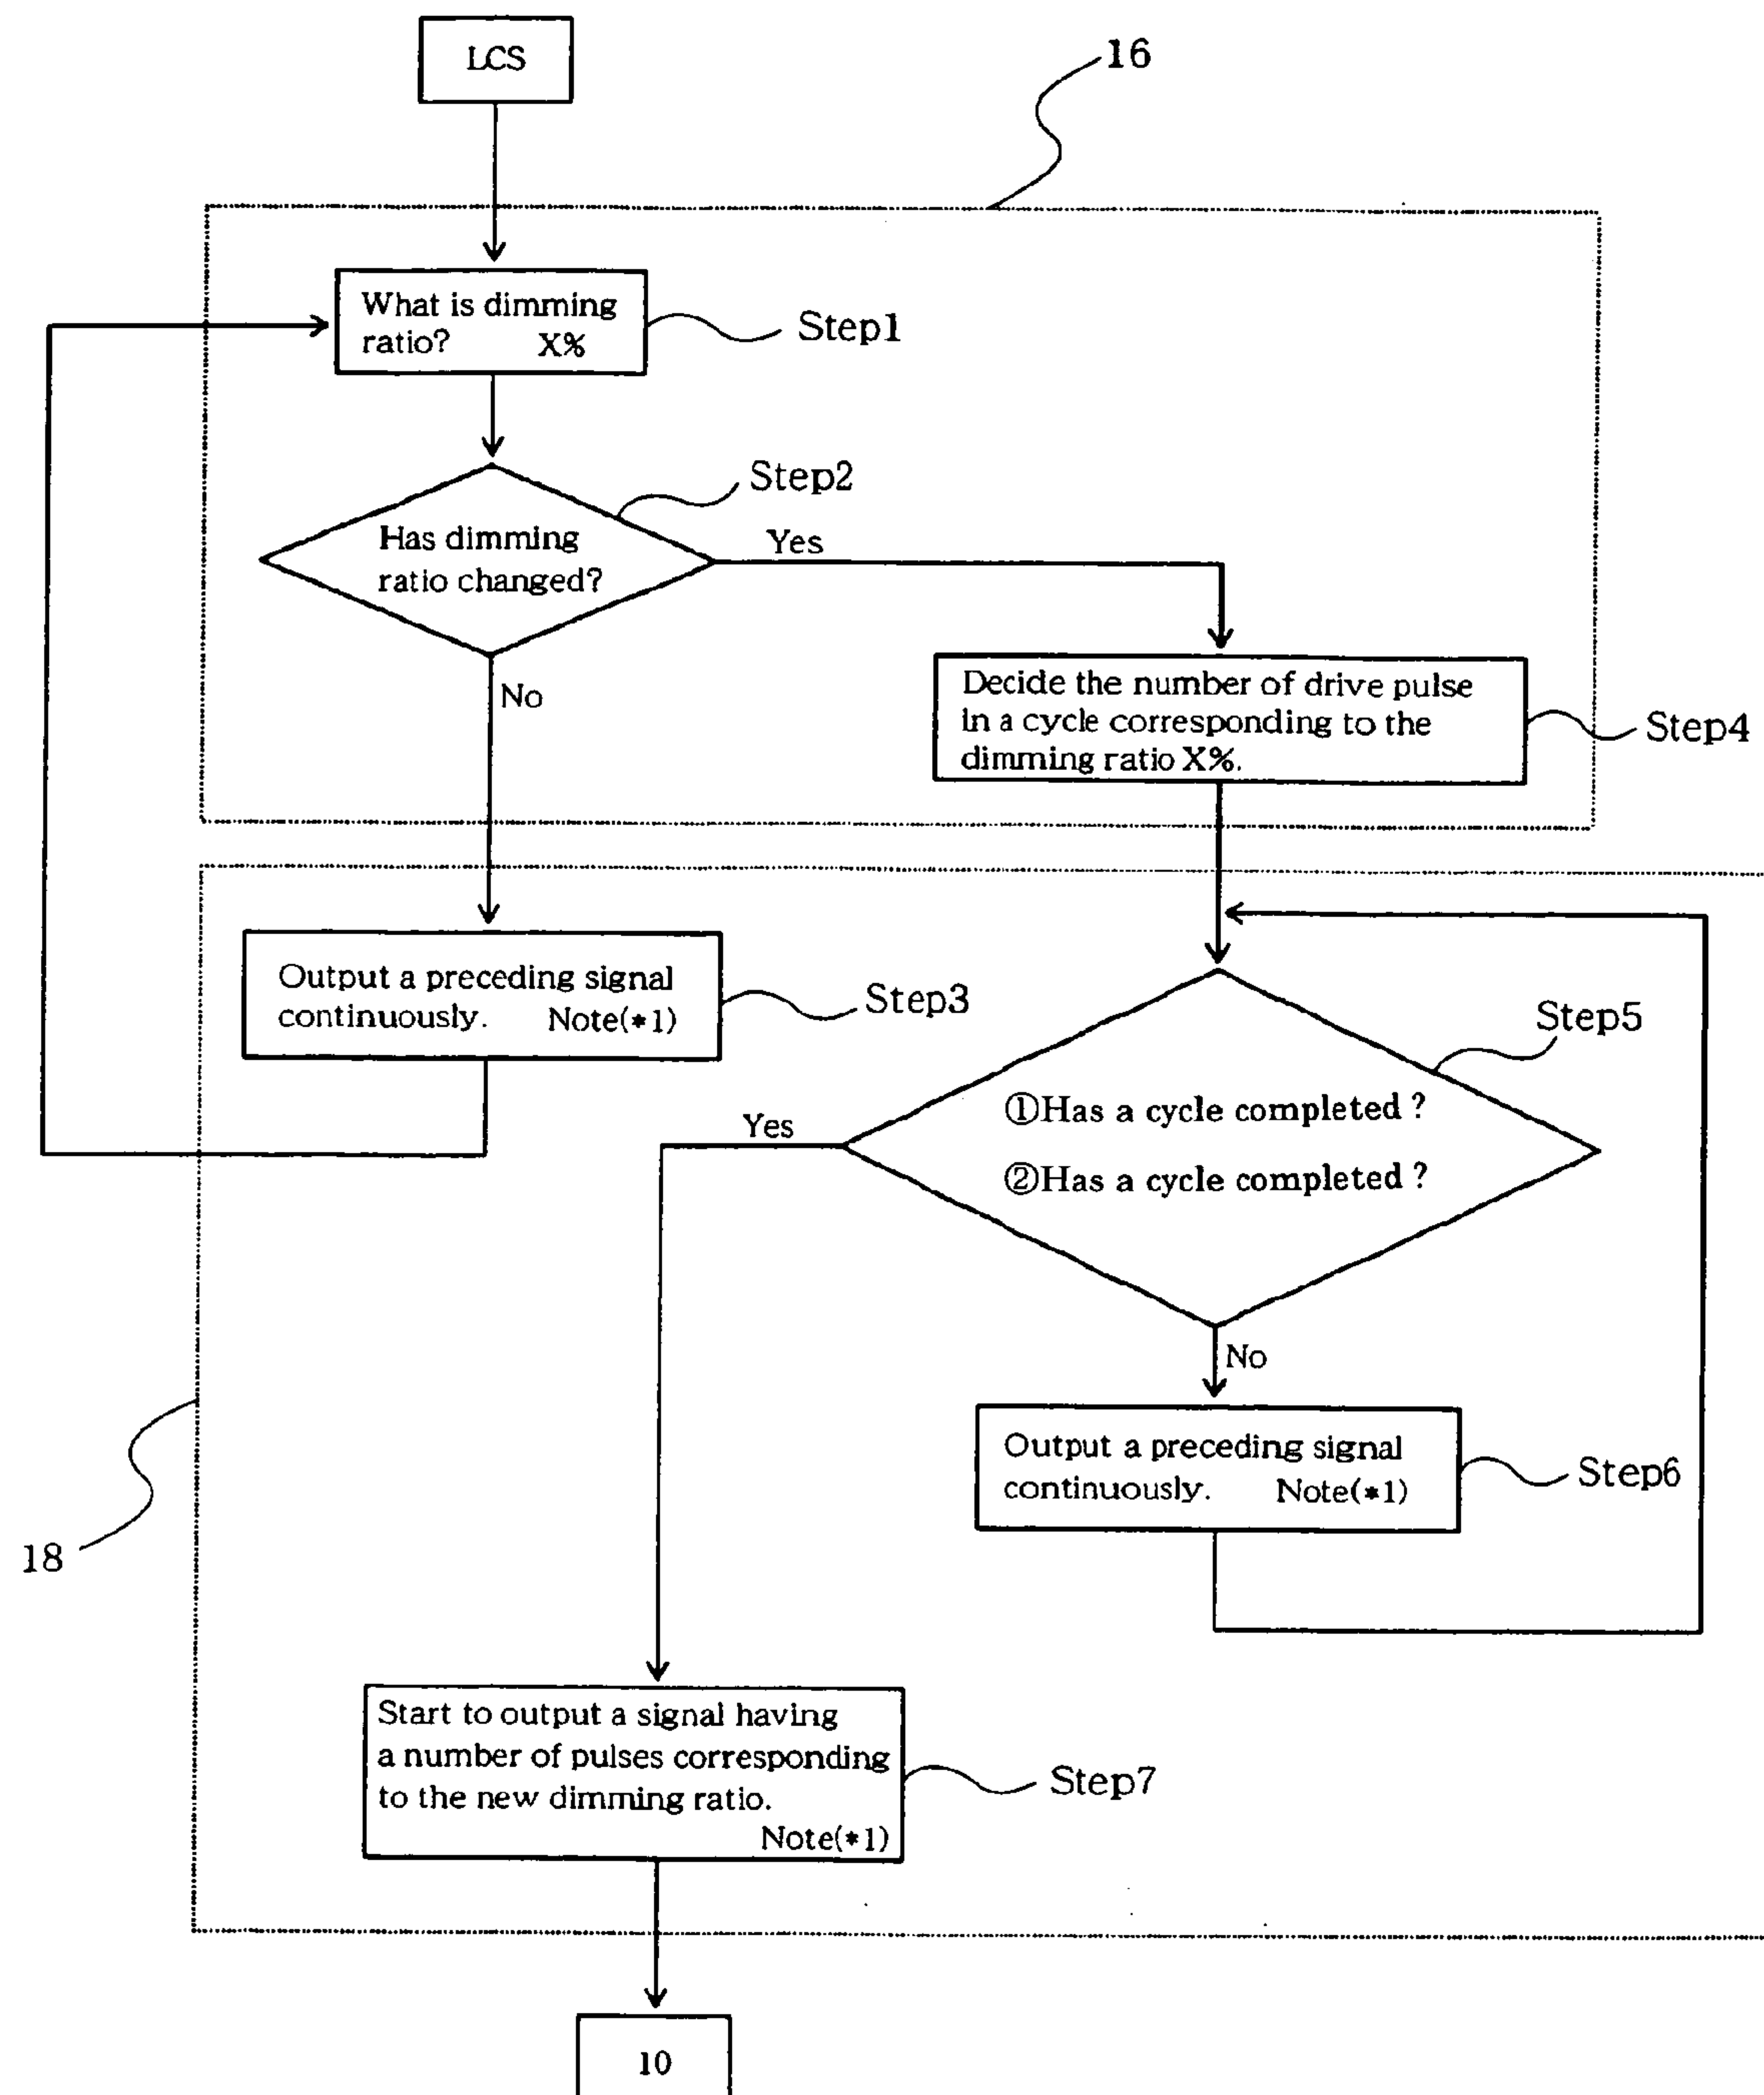 LCS
16
What is dimming
ratio? X%
Step1
Step2
Has dimming
ratio changed?
Yes
No
Decide the number of drive pulse
in a cycle corresponding to the
dimming ratio X%.
Step4
Output a preceding signal
continuously. Note(*1)
Step3
Step5
①Has a cycle completed ?
②Has a cycle completed ?
Yes
No
Output a preceding signal
continuously. Note(*1)
Step6
18
Start to output a signal having
a number of pulses corresponding
to the new dimming ratio.
Note(*1)
Step7
10